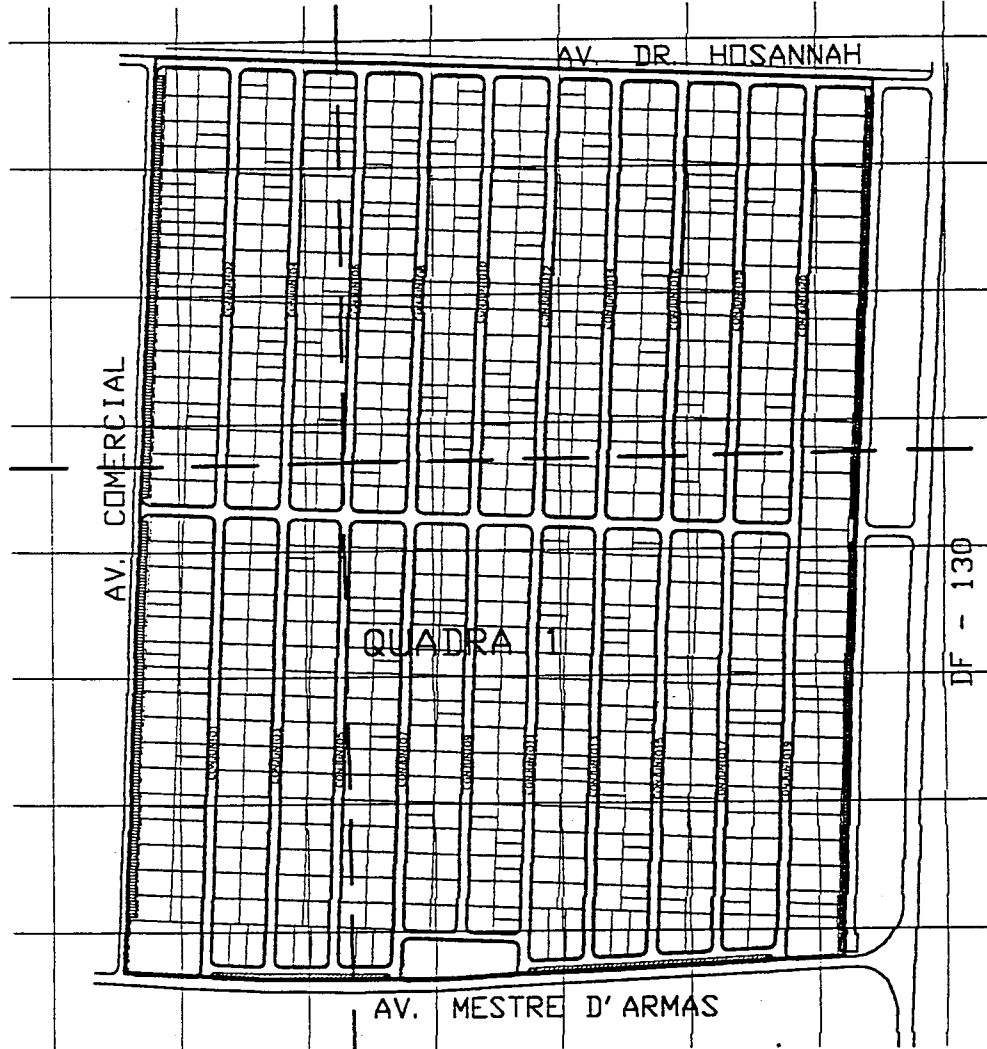 AV. DR. HOSANNAH
AV. COMERCIAL
QUADRA 1
DF - 130
AV. MESTRE D'ARMAS